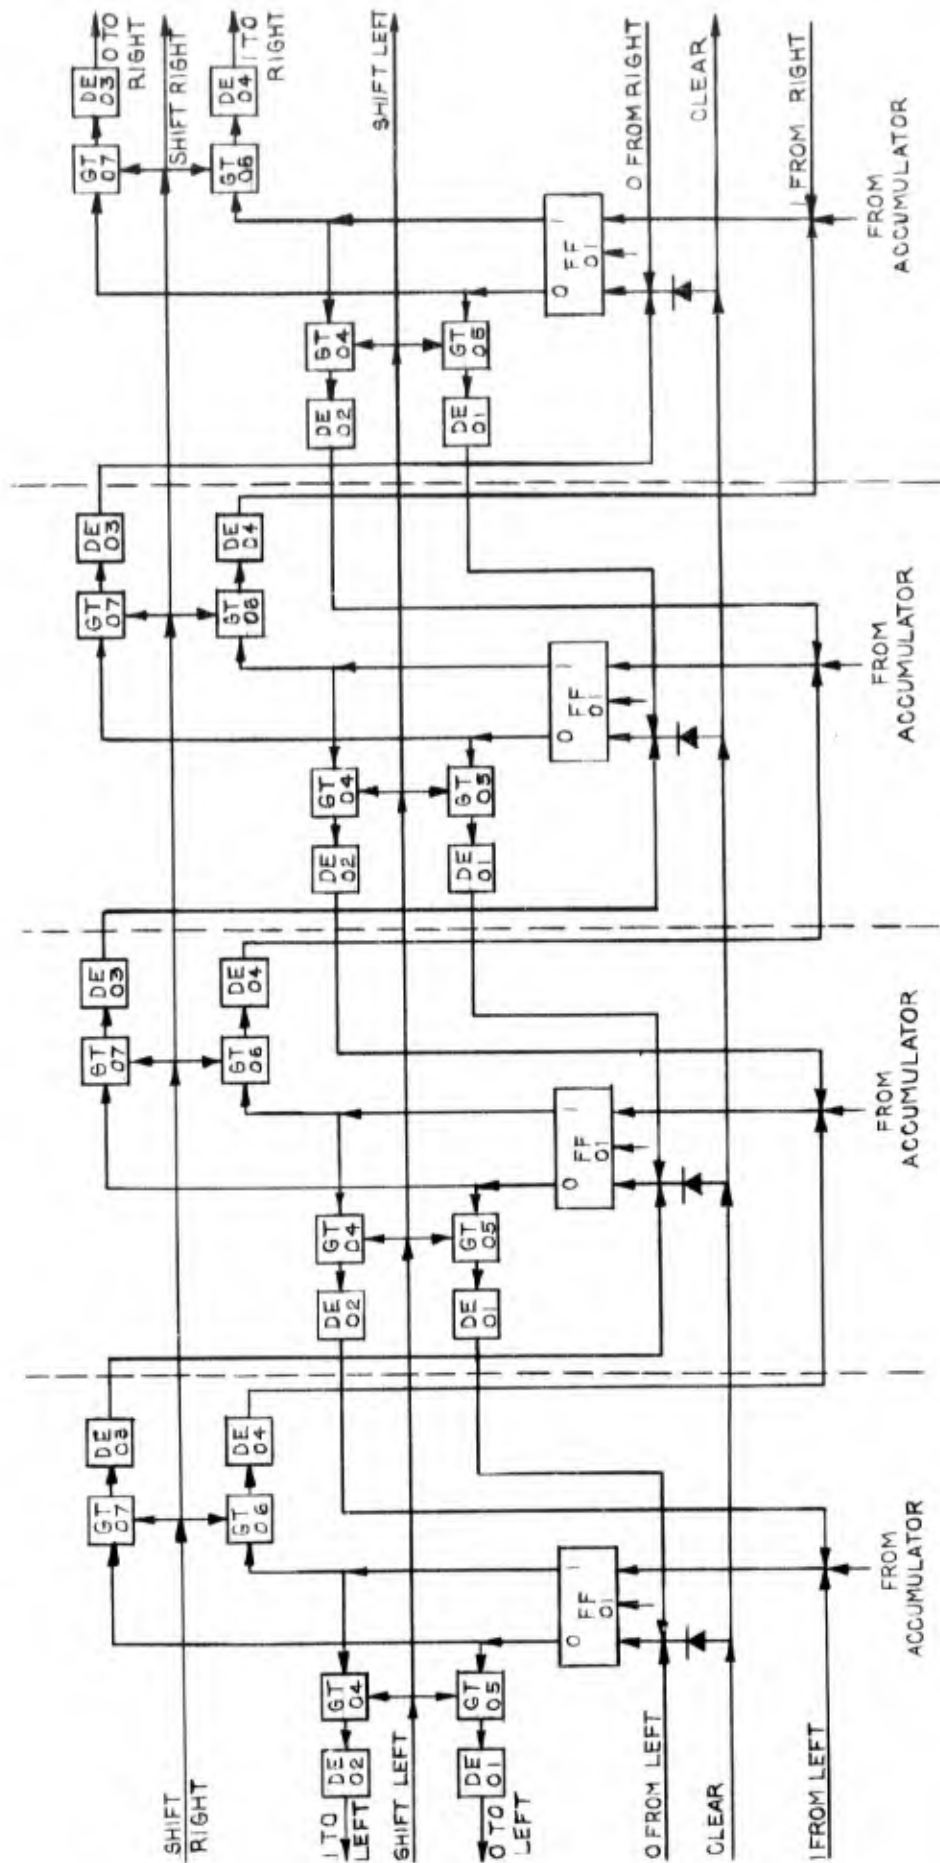 GT
07
DE
03
GT
07
DE
03
GT
07
DE
03
GT
07
DE
03
0 TO
RIGHT
SHIFT
RIGHT
SHIFT RIGHT
GT
06
DE
04
GT
06
DE
04
GT
06
DE
04
GT
06
DE
04
1 TO
RIGHT
1 TO
LEFT
DE
02
GT
04
DE
02
GT
04
DE
02
GT
04
DE
02
GT
04
SHIFT LEFT
SHIFT LEFT
0 TO
LEFT
DE
01
GT
05
DE
01
GT
05
DE
01
GT
05
DE
01
GT
05
0 1
FF
01
0 1
FF
01
0 1
FF
01
0 1
FF
01
0 FROM LEFT
0 FROM RIGHT
CLEAR
CLEAR
1 FROM LEFT
1 FROM RIGHT
FROM
ACCUMULATOR
FROM
ACCUMULATOR
FROM
ACCUMULATOR
FROM
ACCUMULATOR